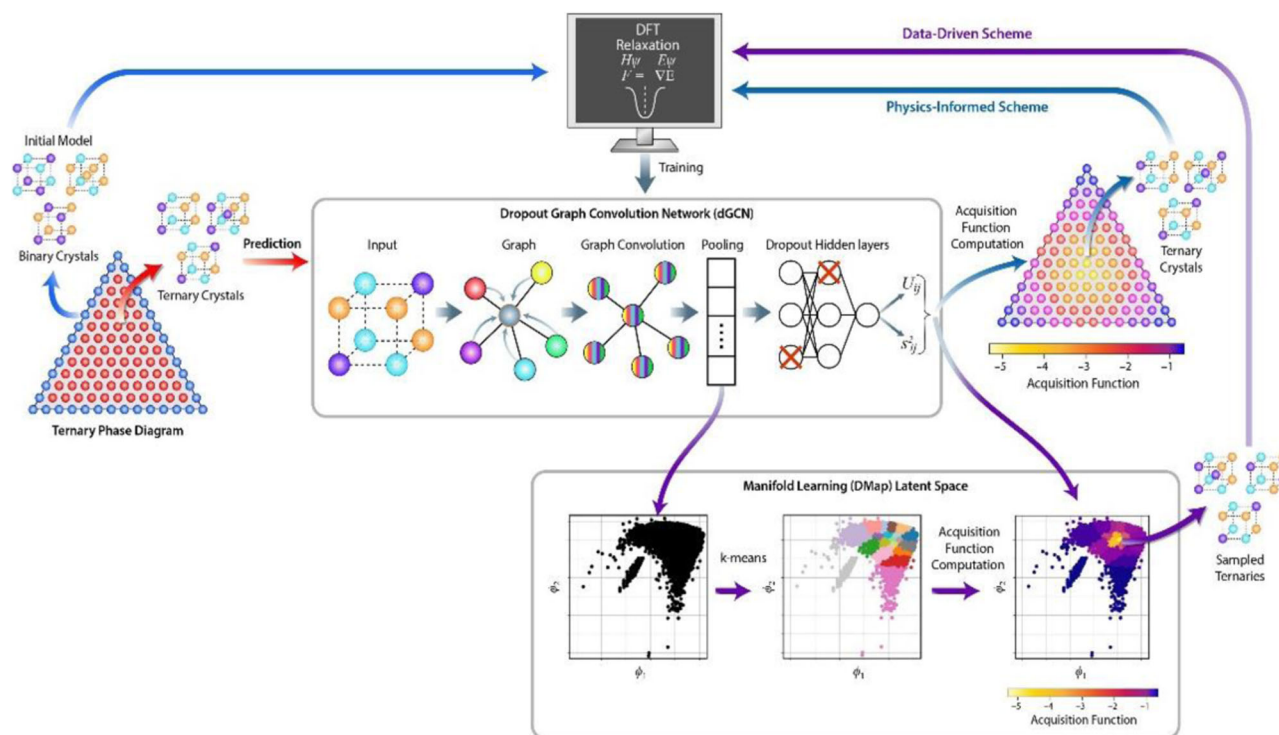 DFT
Relaxation
Hψ Eψ
F = ∇E
Data-Driven Scheme
Physics-Informed Scheme
Initial Model
Binary Crystals
Ternary Crystals
Prediction
Ternary Phase Diagram
Training
Dropout Graph Convolution Network (dGCN)
Input
Graph
Graph Convolution
Pooling
Dropout Hidden layers
Acquisition
Function
Computation
Ternary
Crystals
-5 -4 -3 -2 -1
Acquisition Function
Manifold Learning (DMap) Latent Space
k-means
Acquisition
Function
Computation
ϕ2
ϕ2
ϕ1
ϕ2
ϕ1
-5 -4 -3 -2 -1
Acquisition Function
Sampled
Ternaries